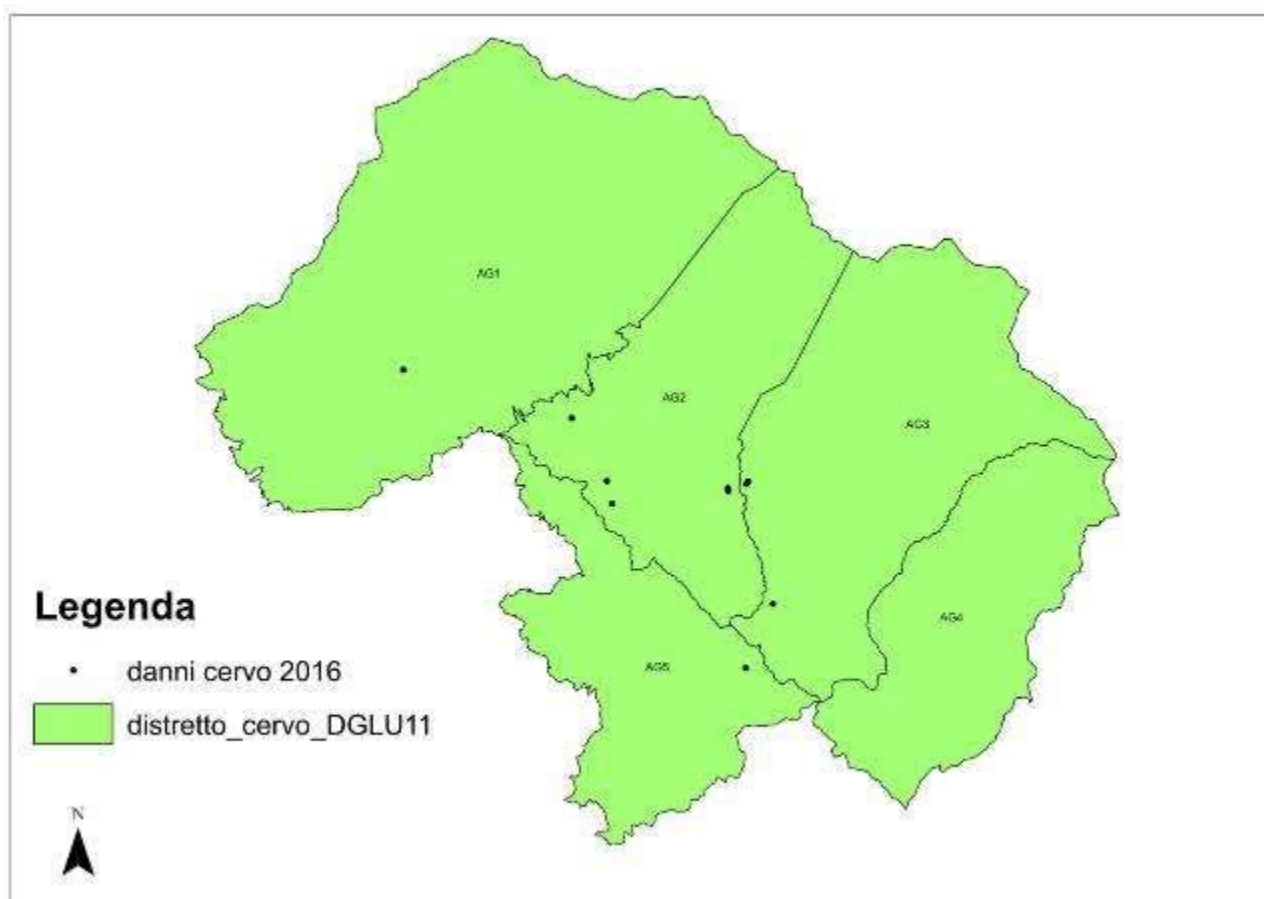 AG1
AG2
AG3
AG4
AG5
Legenda
danni cervo 2016
distretto_cervo_DGLU11
N